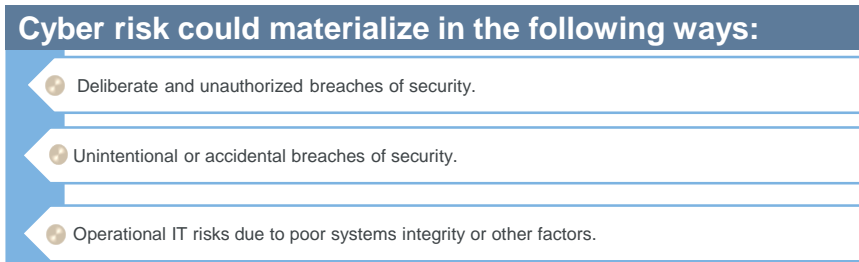 Cyber risk could materialize in the following ways:
Deliberate and unauthorized breaches of security.
Unintentional or accidental breaches of security.
Operational IT risks due to poor systems integrity or other factors.